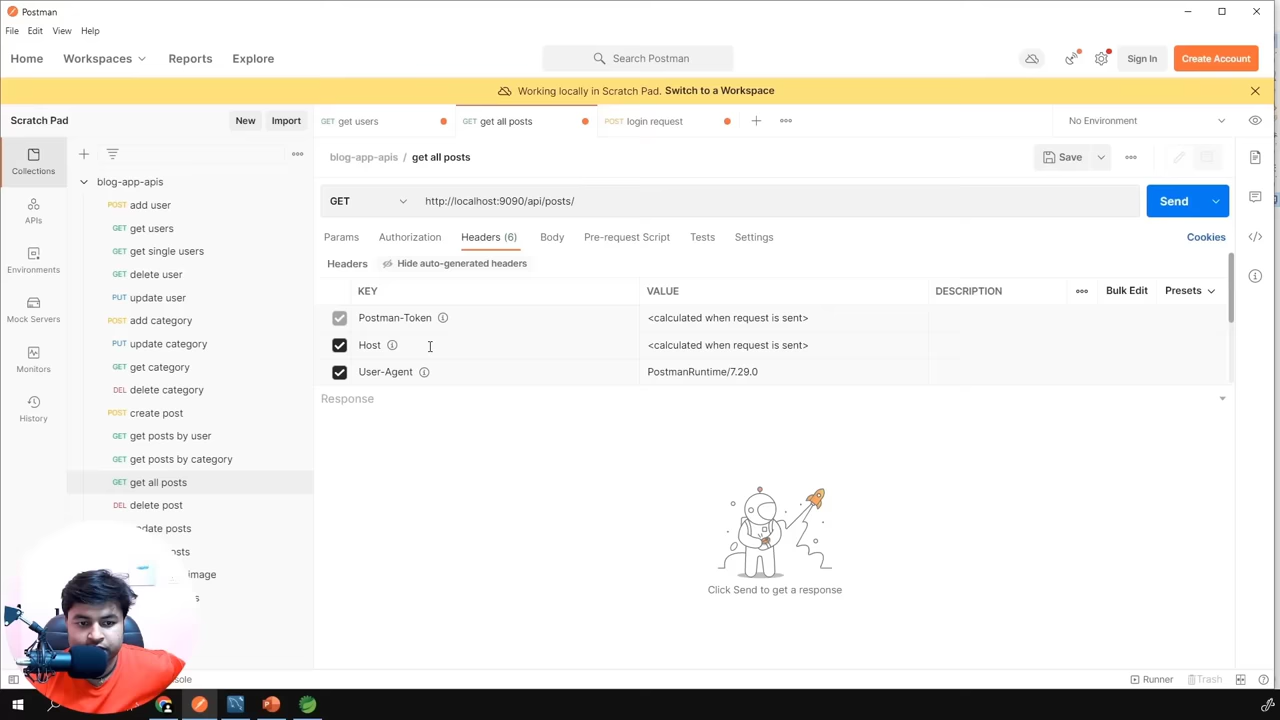 Postman
File Edit View Help
Home Workspaces Reports Explore Search Postman Sign In Create Account
Working locally in Scratch Pad. Switch to a Workspace
Scratch Pad New Import GET get users GET get all posts POST login request No Environment
blog-app-apis / get all posts Save
Collections
APIs
Environments
Mock Servers
Monitors
History
blog-app-apis
POST add user
GET get users
GET get single users
DEL delete user
PUT update user
POST add category
PUT update category
GET get category
DEL delete category
POST create post
GET get posts by user
GET get posts by category
GET get all posts
DEL delete post
update posts
posts
image
GET http://localhost:9090/api/posts/ Send
Params Authorization Headers (6) Body Pre-request Script Tests Settings Cookies
Headers Hide auto-generated headers
KEY VALUE DESCRIPTION Bulk Edit Presets
Postman-Token <calculated when request is sent>
Host <calculated when request is sent>
User-Agent PostmanRuntime/7.29.0
Response
Click Send to get a response
Runner Trash